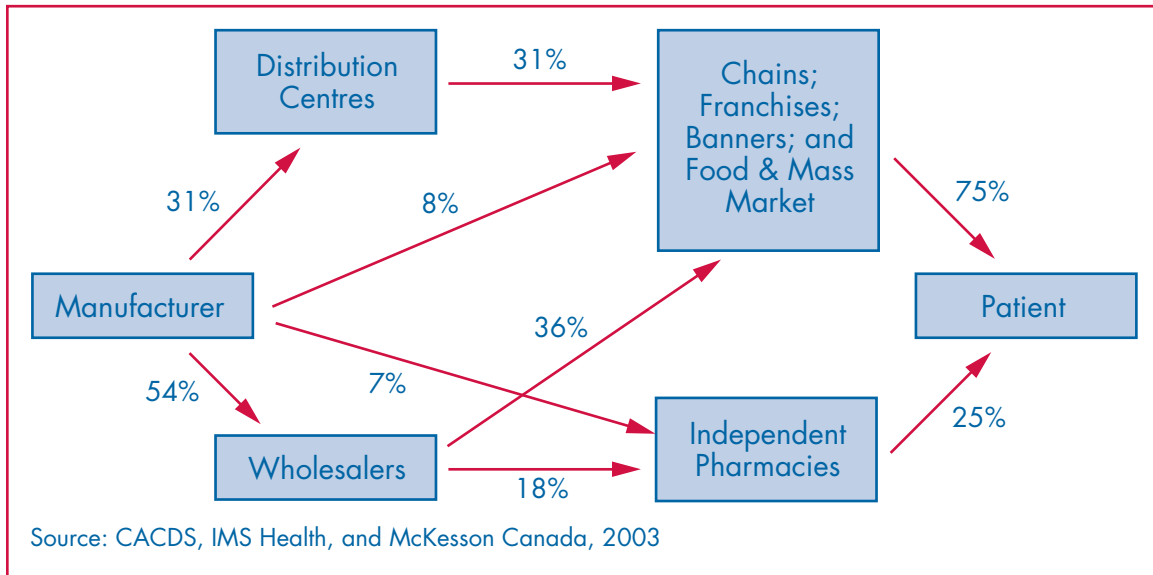 Distribution
Centres
31%
Chains;
Franchises;
Banners; and
Food & Mass
Market
31%
8%
75%
Manufacturer
36%
Patient
54%
7%
Wholesalers
18%
Independent
Pharmacies
25%
Source: CACDS, IMS Health, and McKesson Canada, 2003